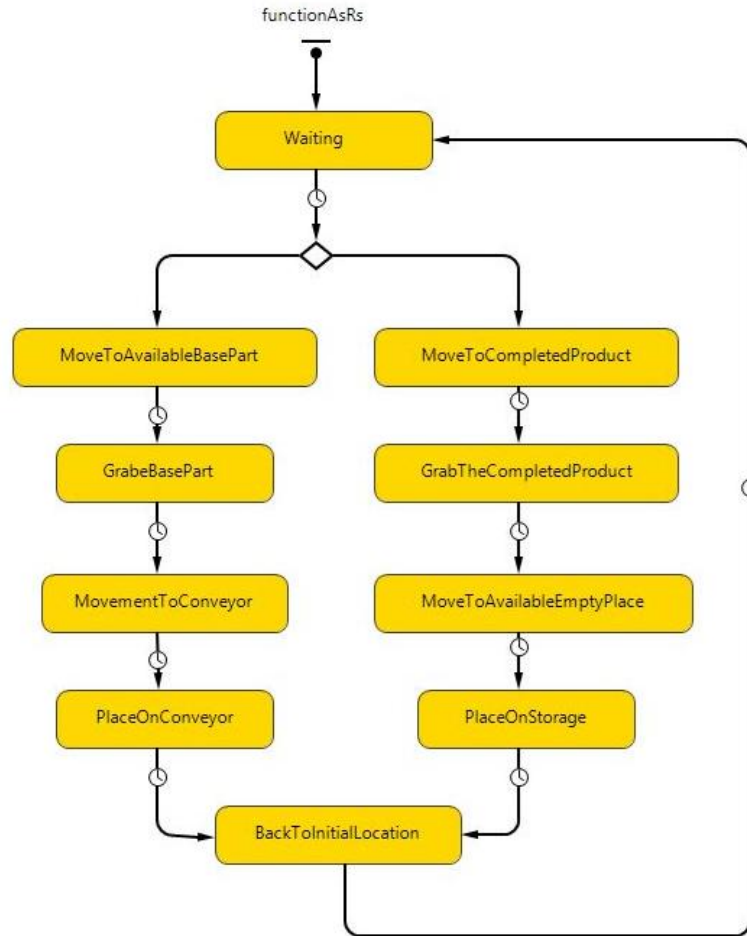 functionAsRs
Waiting
MoveToAvailableBasePart
MoveToCompletedProduct
GrabeBasePart
GrabTheCompletedProduct
MovementToConveyor
MoveToAvailableEmptyPlace
PlaceOnConveyor
PlaceOnStorage
BackToInitialLocation